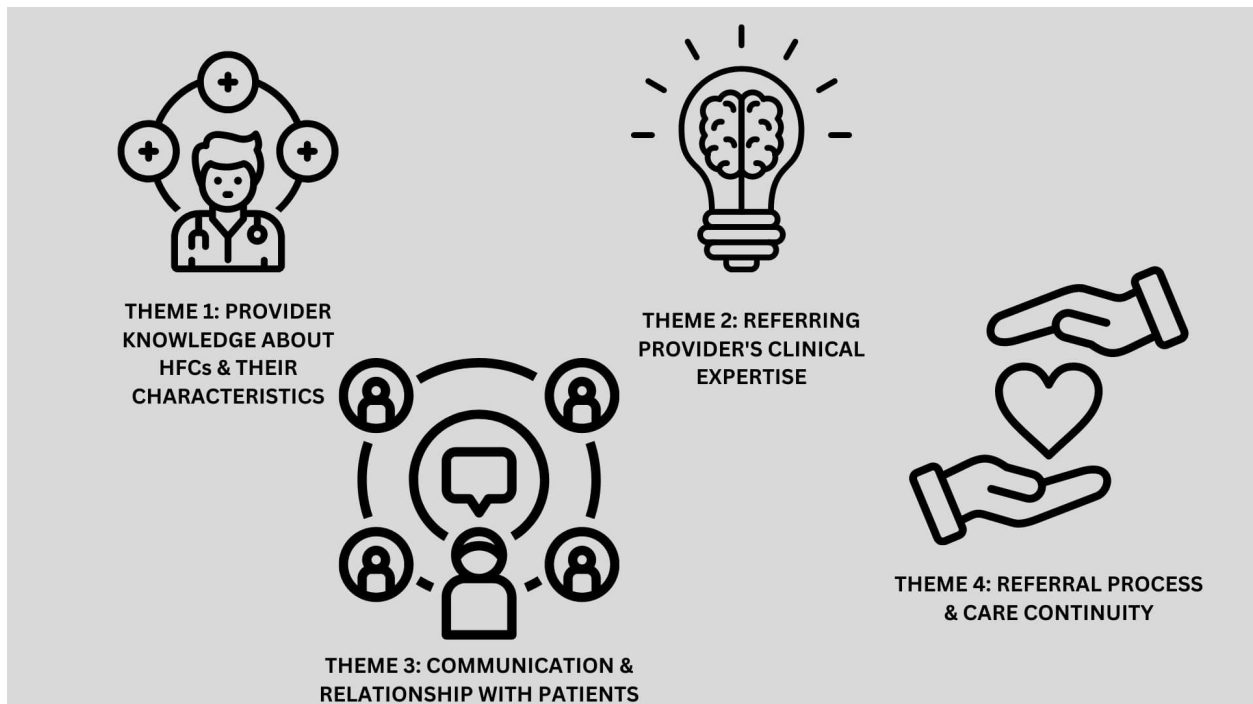 THEME 1: PROVIDER
KNOWLEDGE ABOUT
HFCs & THEIR
CHARACTERISTICS
THEME 2: REFERRING
PROVIDER'S CLINICAL
EXPERTISE
THEME 3: COMMUNICATION &
RELATIONSHIP WITH PATIENTS
THEME 4: REFERRAL PROCESS
& CARE CONTINUITY